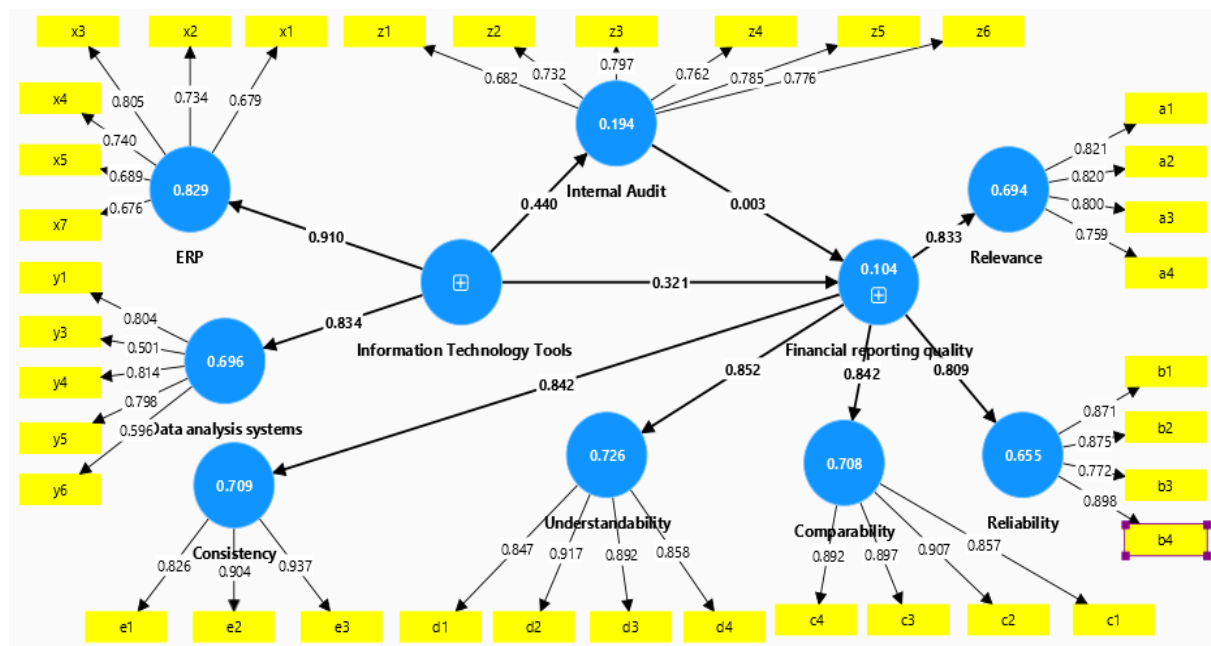 x3
x2
x1
z1
z2
z3
z4
z5
z6
0.682
0.732
0.797
0.762
0.785
0.776
x4
0.805
0.734
0.679
a1
0.740
0.194
0.821
x5
0.689
0.829
0.820
a2
0.676
Internal Audit
0.694
0.800
a3
x7
0.440
0.003
0.759
0.910
0.833
ERP
Relevance
0.104
a4
y1
0.321
0.804
0.834
y3
0.501
Information Technology Tools
Financial reporting quality
0.696
y4
0.814
0.852
0.842
0.809
b1
0.798
0.842
0.871
y5
0.596
Data analysis systems
0.875
b2
0.726
0.708
0.655
0.772
b3
y6
0.709
0.898
Understandability
Comparability
Reliability
b4
Consistency
0.847
0.917
0.892
0.858
0.892
0.897
0.907
0.857
0.826
0.904
0.937
e1
e2
e3
d1
d2
d3
d4
c4
c3
c2
c1